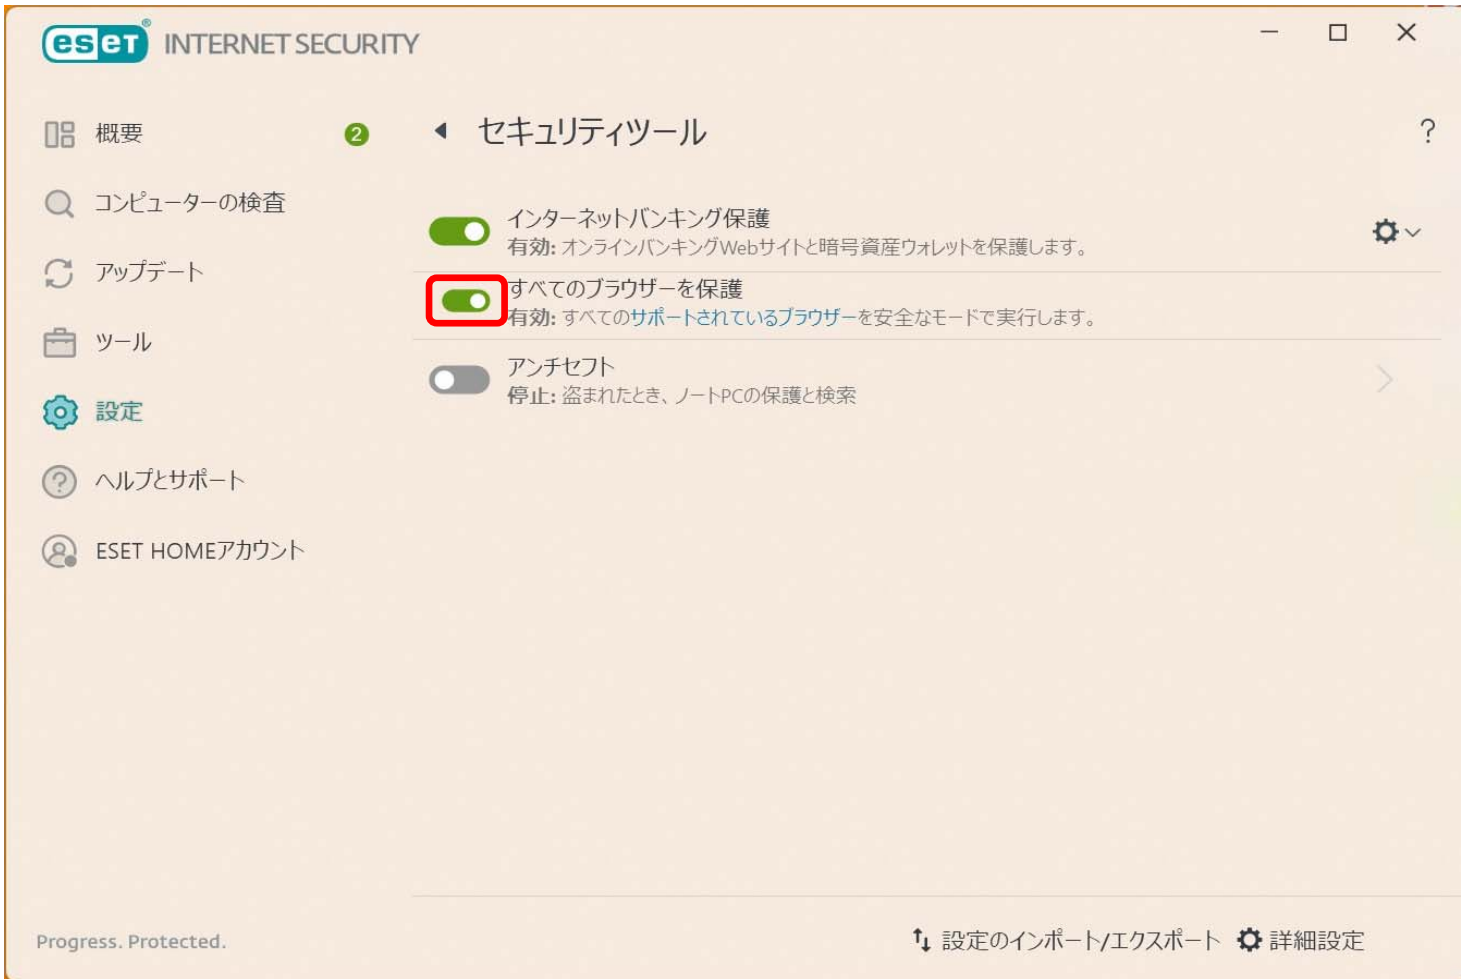 eset® INTERNET SECURITY
概要 2
コンピューターの検査
アップデート
ツール
設定
ヘルプとサポート
ESET HOMEアカウント
セキュリティツール ?
インターネットバンキング保護
有効: オンラインバンキングWebサイトと暗号資産ウォレットを保護します。
すべてのブラウザーを保護
有効: すべてのサポートされているブラウザーを安全なモードで実行します。
アンチセフト
停止: 盗まれたとき、ノートPCの保護と検索
Progress. Protected.
設定のインポート/エクスポート 詳細設定